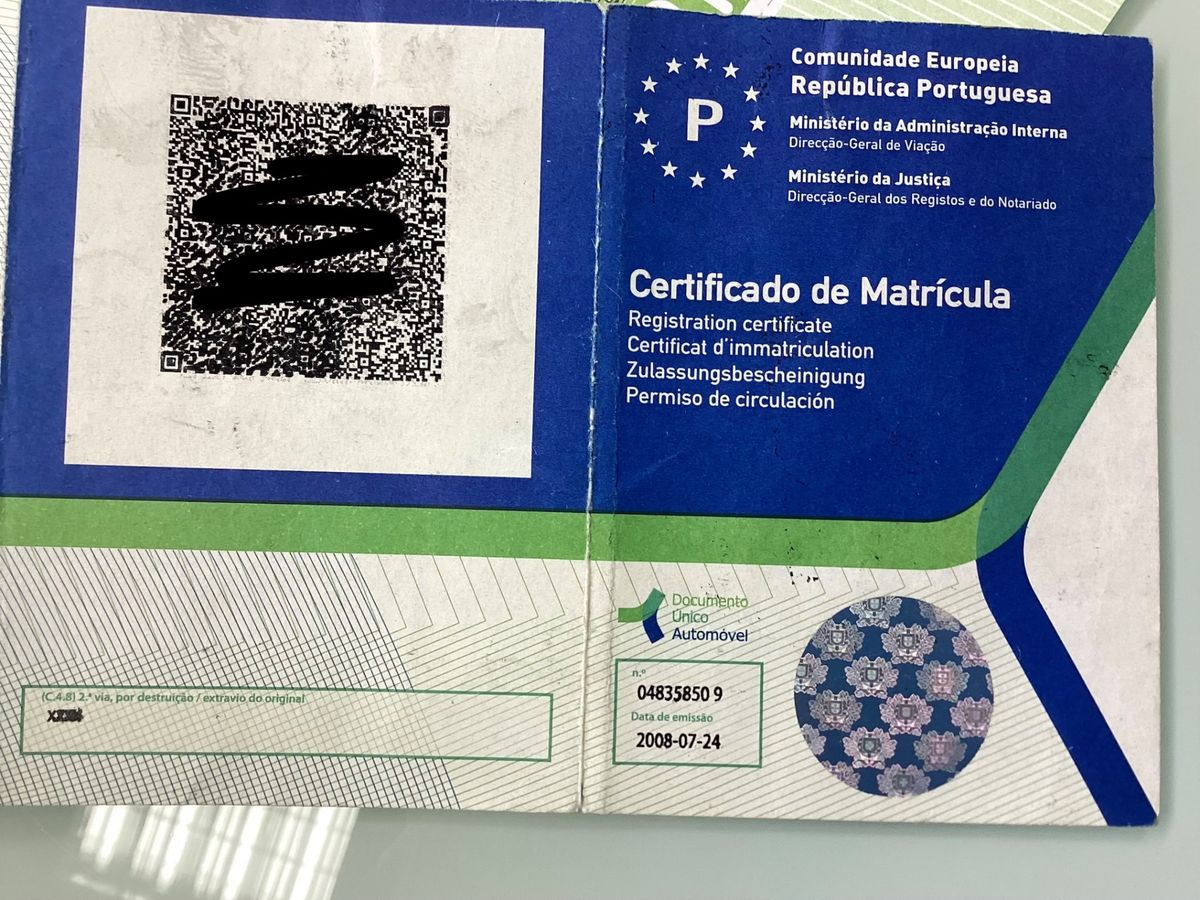 Comunidade Europeia
República Portuguesa
Ministério da Administração Interna
Direcção-Geral de Viação
Ministério da Justiça
Direcção-Geral dos Registos e do Notariado
P
Certificado de Matrícula
Registration certificate
Certificat d'immatriculation
Zulassungsbescheinigung
Permiso de circulación
Documento
Único
Automóvel
n.º
04835850 9
Data de emissão
2008-07-24
(C.4.8) 2.ª via, por destruição / extravio do original